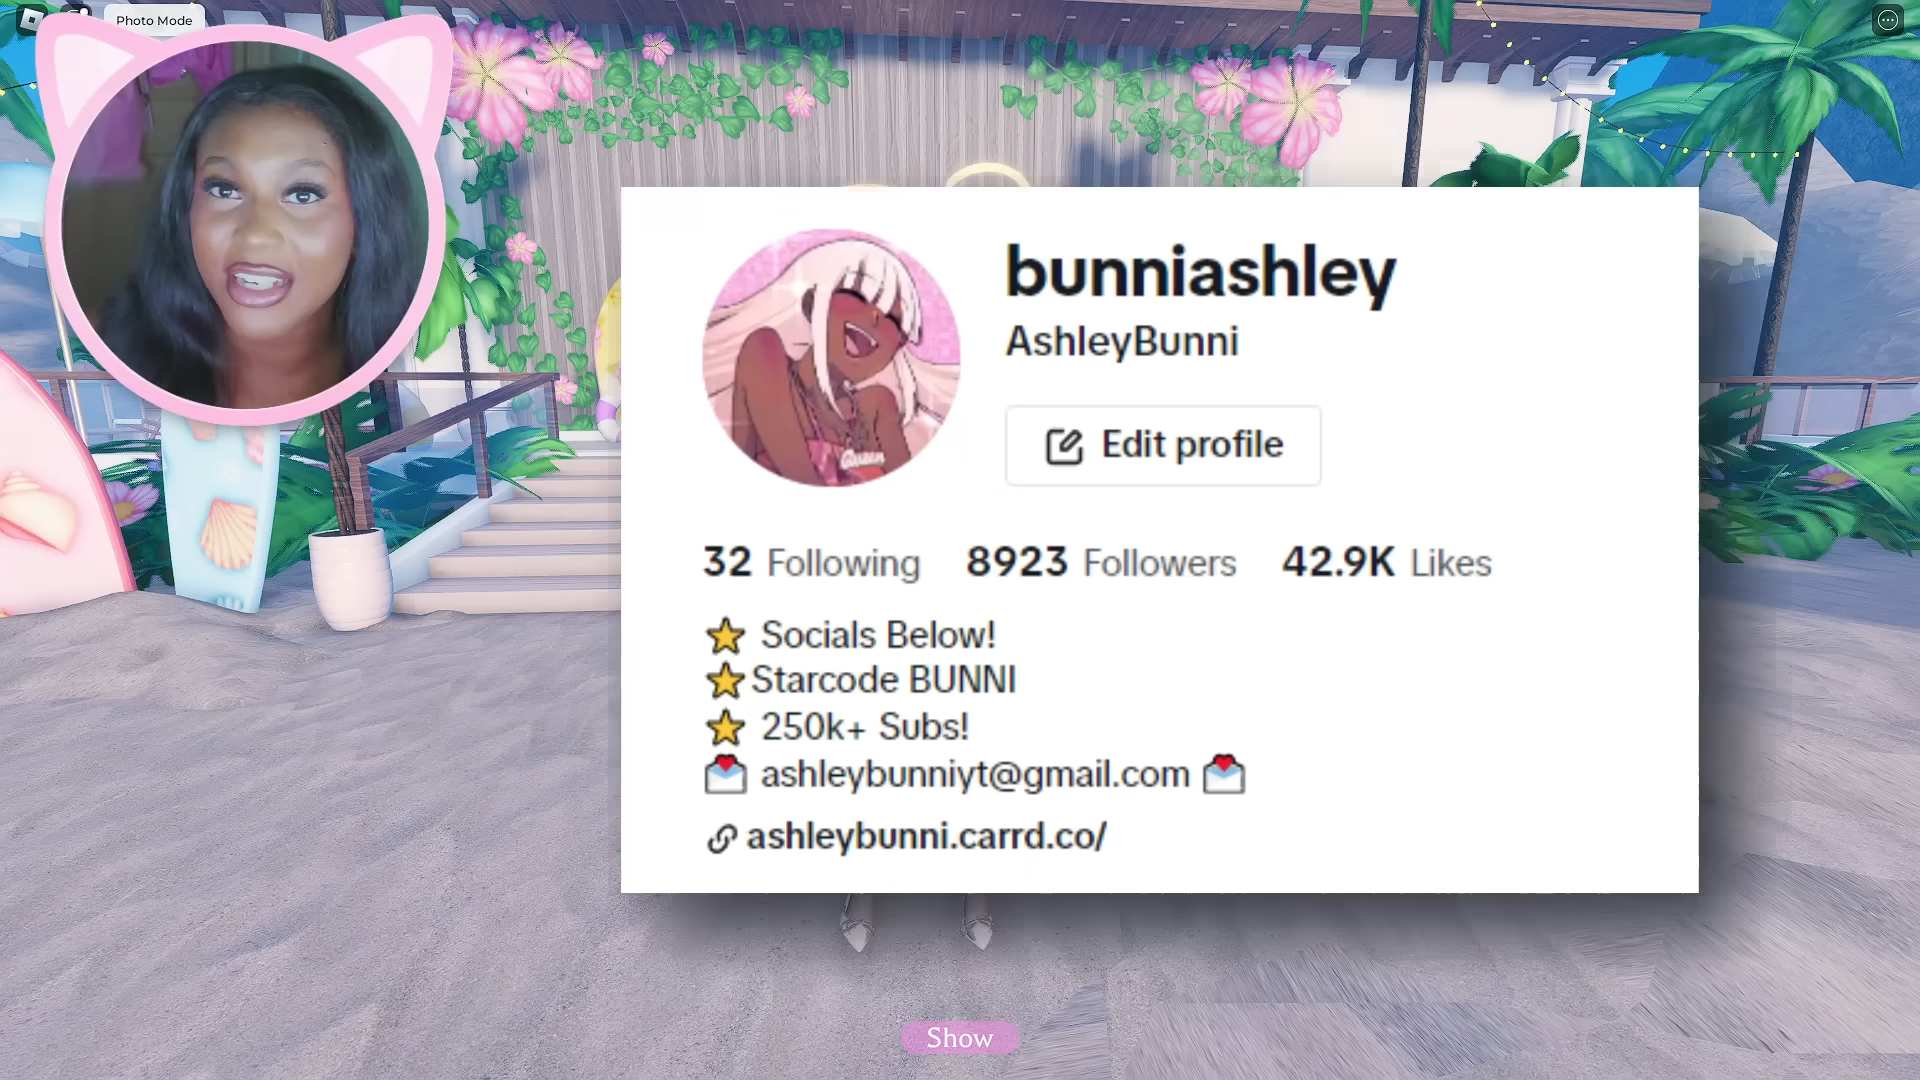 Photo Mode
bunniashley
AshleyBunni
Edit profile
32 Following 8923 Followers 42.9K Likes
⭐ Socials Below!
⭐Starcode BUNNI
⭐ 250k+ Subs!
💌 ashleybunniyt@gmail.com 💌
ashleybunni.carrd.co/
Queen
Show